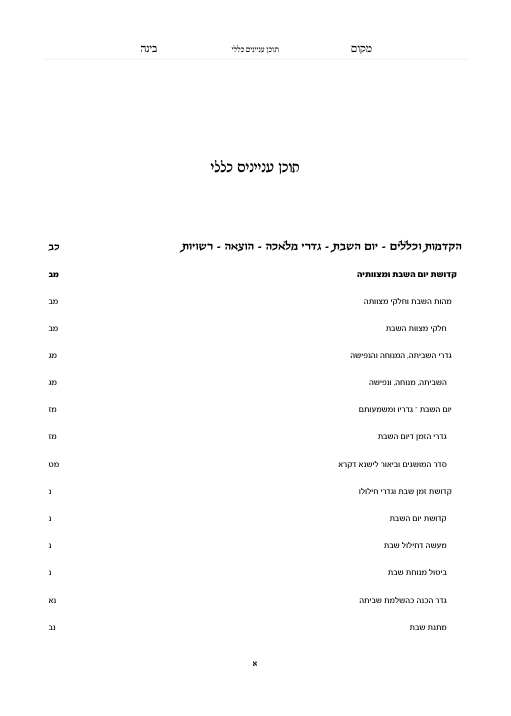 מקום תוכן עניינים כללי בינה
תוכן עניינים כללי
הקדמות וכללים - יום השבת - גדרי מלאכה - הוצאה - רשויות כב
קדושת יום השבת ומצוותיה מב
מהות השבת וחלקי מצוותה מב
חלקי מצוות השבת מב
גדרי השביתה, המנוחה והנפישה מג
השביתה, מנוחה, ונפישה מג
יום השבת - גדריו ומשמעותם מז
גדרי הזמן דיום השבת מז
סדר המושגים וביאור לישנא דקרא מט
קדושת זמן שבת וגדרי חילולו נ
קדושת יום השבת נ
מעשה דחילול שבת נ
ביטול מנוחת שבת נ
גדר הכנה כהשלמת שביתה נא
מתנת שבת נב
א